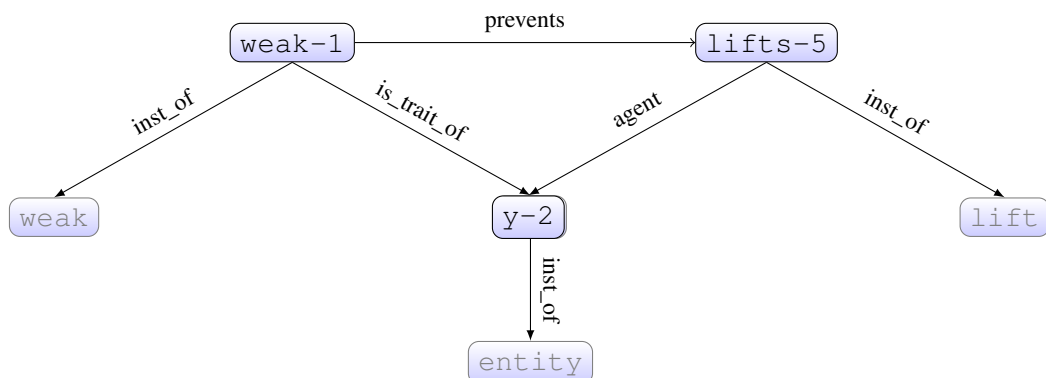 prevents
weak-1 lifts-5
inst_of is_trait_of agent inst_of
weak y-2 lift
inst_of
entity